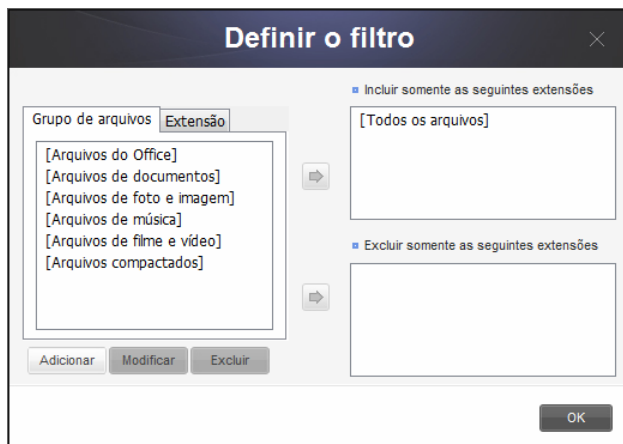 Definir o filtro
Grupo de arquivos
Extensão
[Arquivos do Office]
[Arquivos de documentos]
[Arquivos de foto e imagem]
[Arquivos de música]
[Arquivos de filme e vídeo]
[Arquivos compactados]
Adicionar
Modificar
Excluir
Incluir somente as seguintes extensões
[Todos os arquivos]
Excluir somente as seguintes extensões
OK